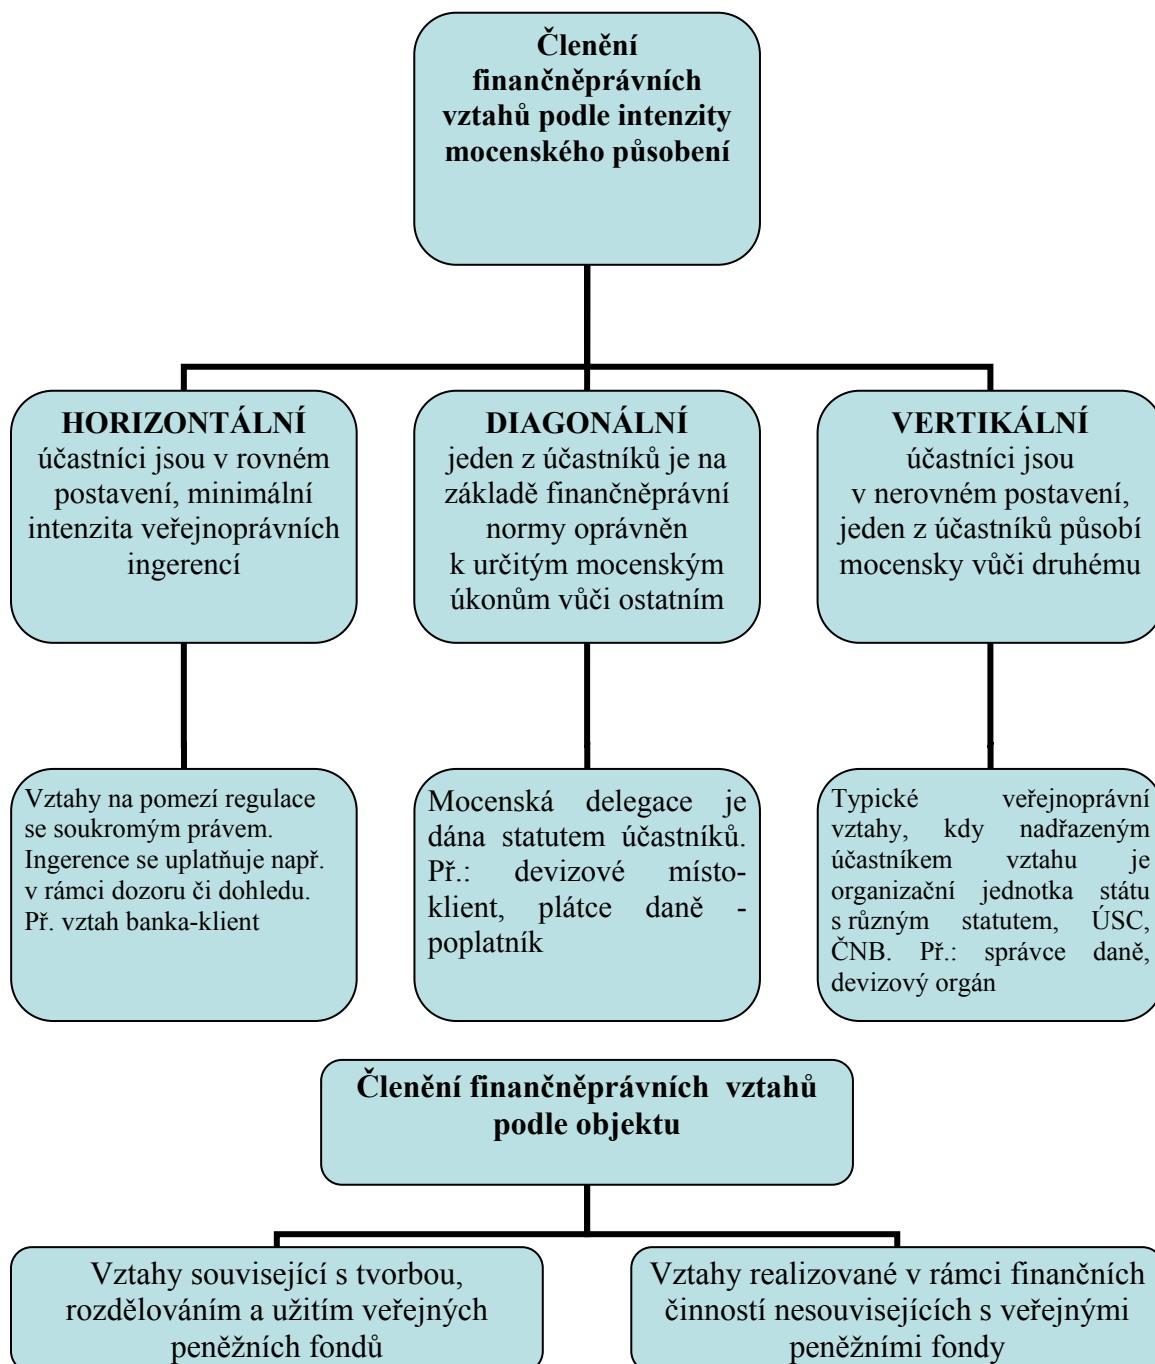 Členění
finančněprávních
vztahů podle intenzity
mocenského působení
HORIZONTÁLNÍ
účastníci jsou v rovném
postavení, minimální
intenzita veřejnoprávních
ingerencí
DIAGONÁLNÍ
jeden z účastníků je na
základě finančněprávní
normy oprávněn
k určitým mocenským
úkonům vůči ostatním
VERTIKÁLNÍ
účastníci jsou
v nerovném postavení,
jeden z účastníků působí
mocensky vůči druhému
Vztahy na pomezí regulace
se soukromým právem.
Ingerence se uplatňuje např.
v rámci dozoru či dohledu.
Př. vztah banka-klient
Mocenská delegace je
dána statutem účastníků.
Př.: devizové místo-
klient, plátce daně -
poplatník
Typické veřejnoprávní
vztahy, kdy nadřazeným
účastníkem vztahu je
organizační jednotka státu
s různým statutem, ÚSC,
ČNB. Př.: správce daně,
devizový orgán
Členění finančněprávních vztahů
podle objektu
Vztahy související s tvorbou,
rozdělováním a užitím veřejných
peněžních fondů
Vztahy realizované v rámci finančních
činností nesouvisejících s veřejnými
peněžními fondy